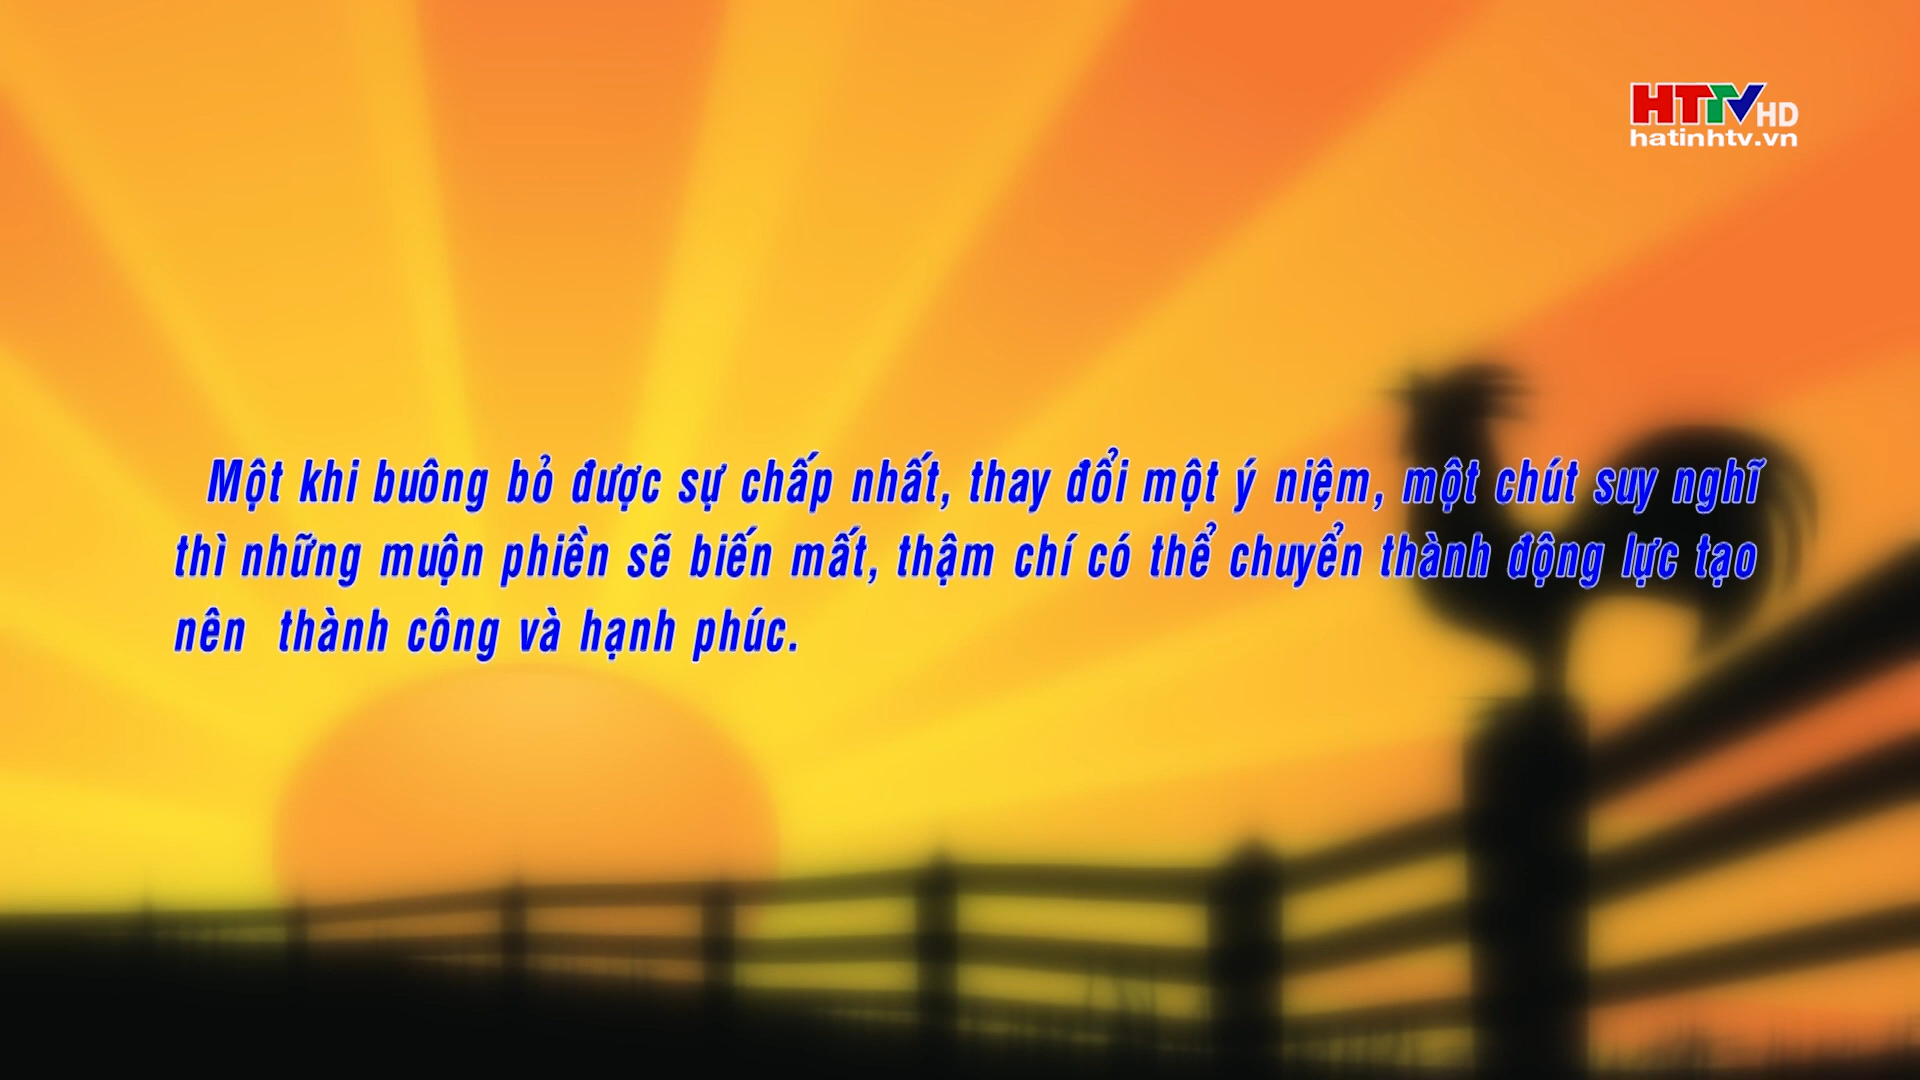 HTTV HD
hatinhtv.vn
Một khi buông bỏ được sự chấp nhất, thay đổi một ý niệm, một chút suy nghĩ
thì những muộn phiền sẽ biến mất, thậm chí có thể chuyển thành động lực tạo
nên thành công và hạnh phúc.